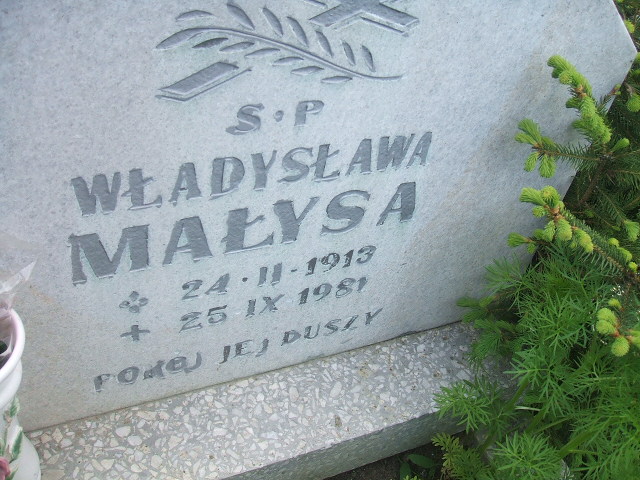 S·P
WŁADYSŁAWA
MAŁYSA
24·II·1913
+ 25 IX 1981
POKÓJ JEJ DUSZY